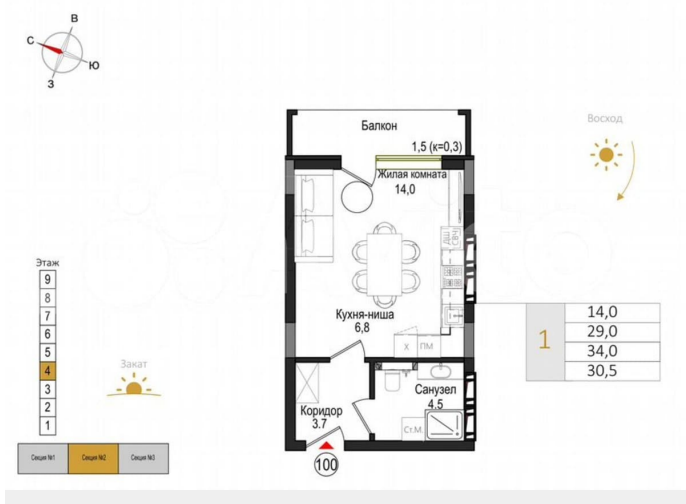 В
С
Ю
З
Восход
Балкон
1,5 (к=0,3)
Жилая комната
14,0
ДШ
СВЧ
Этаж
9
8
7
6
5
4
3
2
1
Кухня-ниша
6,8
Х
ПМ
1
14,0
29,0
34,0
30,5
Закат
Коридор
3.7
Санузел
4.5
Ст.М.
100
Секция №1
Секция №2
Секция №3